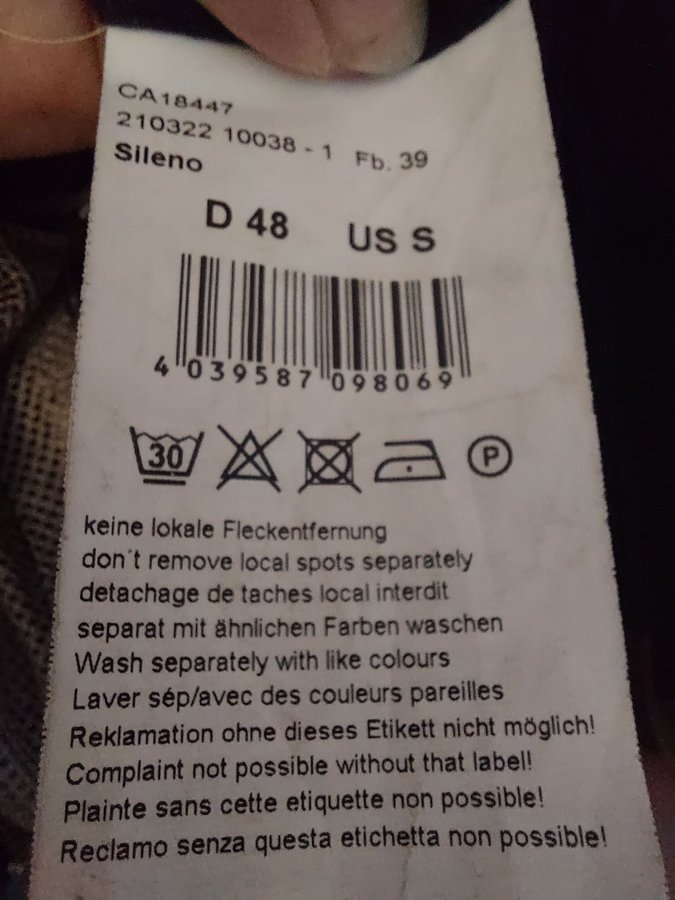 CA18447
210322 10038 - 1 Fb. 39
Sileno
D 48 US S
4 039587 098069
30 P
keine lokale Fleckentfernung
don´t remove local spots separately
detachage de taches local interdit
separat mit ähnlichen Farben waschen
Wash separately with like colours
Laver sép/avec des couleurs pareilles
Reklamation ohne dieses Etikett nicht möglich!
Complaint not possible without that label!
Plainte sans cette etiquette non possible!
Reclamo senza questa etichetta non possible!